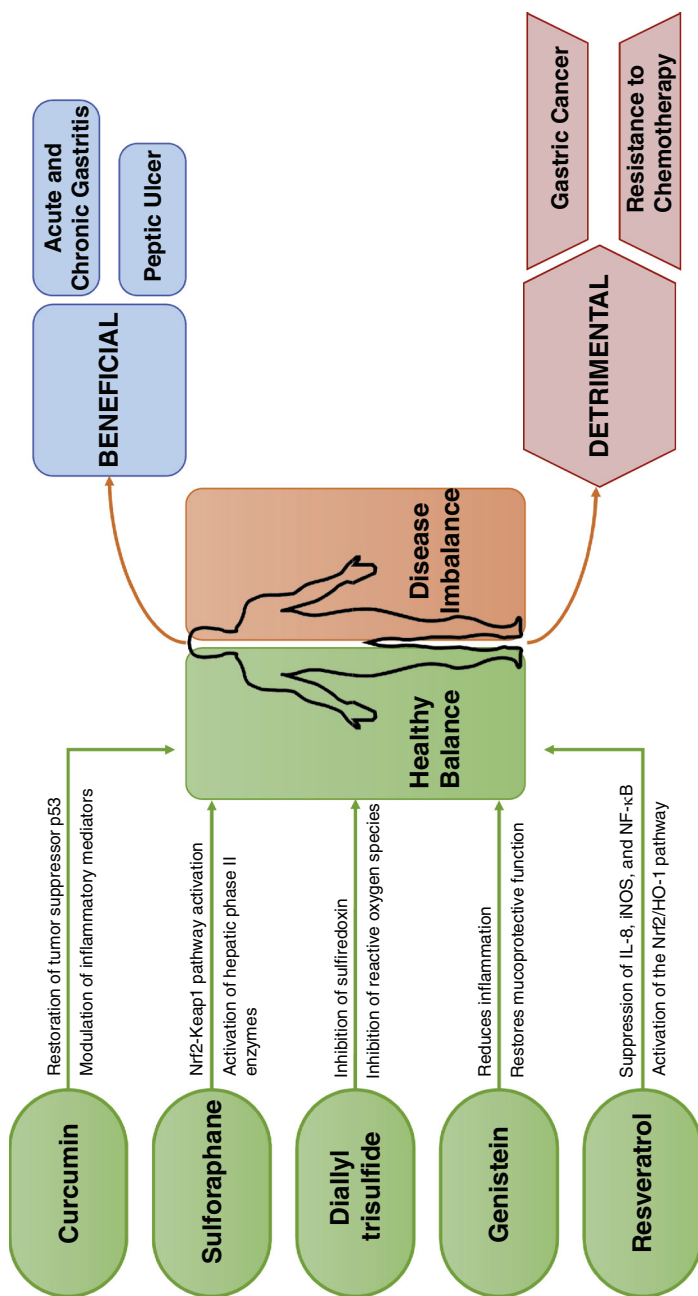 Curcumin
Restoration of tumor suppressor p53
Modulation of inflammatory mediators
Sulforaphane
Nrf2-Keap1 pathway activation
Activation of hepatic phase II
enzymes
Diallyl
trisulfide
Inhibition of sulfiredoxin
Inhibition of reactive oxygen species
Genistein
Reduces inflammation
Restores mucoprotective function
Resveratrol
Suppression of IL-8, iNOS, and NF-κB
Activation of the Nrf2/HO-1 pathway
Healthy
Balance
Disease
Imbalance
BENEFICIAL
Acute and
Chronic Gastritis
Peptic Ulcer
DETRIMENTAL
Gastric Cancer
Resistance to
Chemotherapy